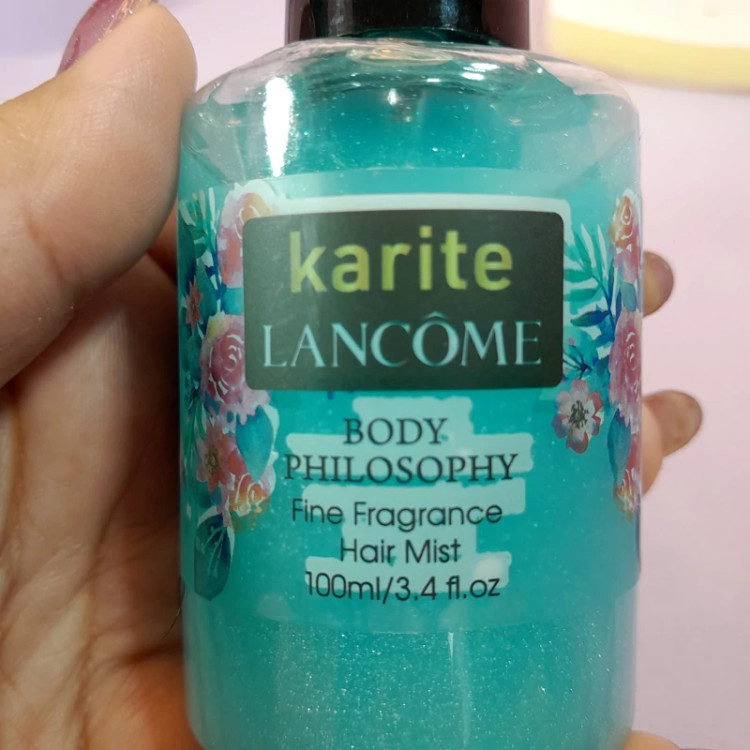 karite
LANCÔME
BODY
PHILOSOPHY
Fine Fragrance
Hair Mist
100ml/3.4 fl.oz